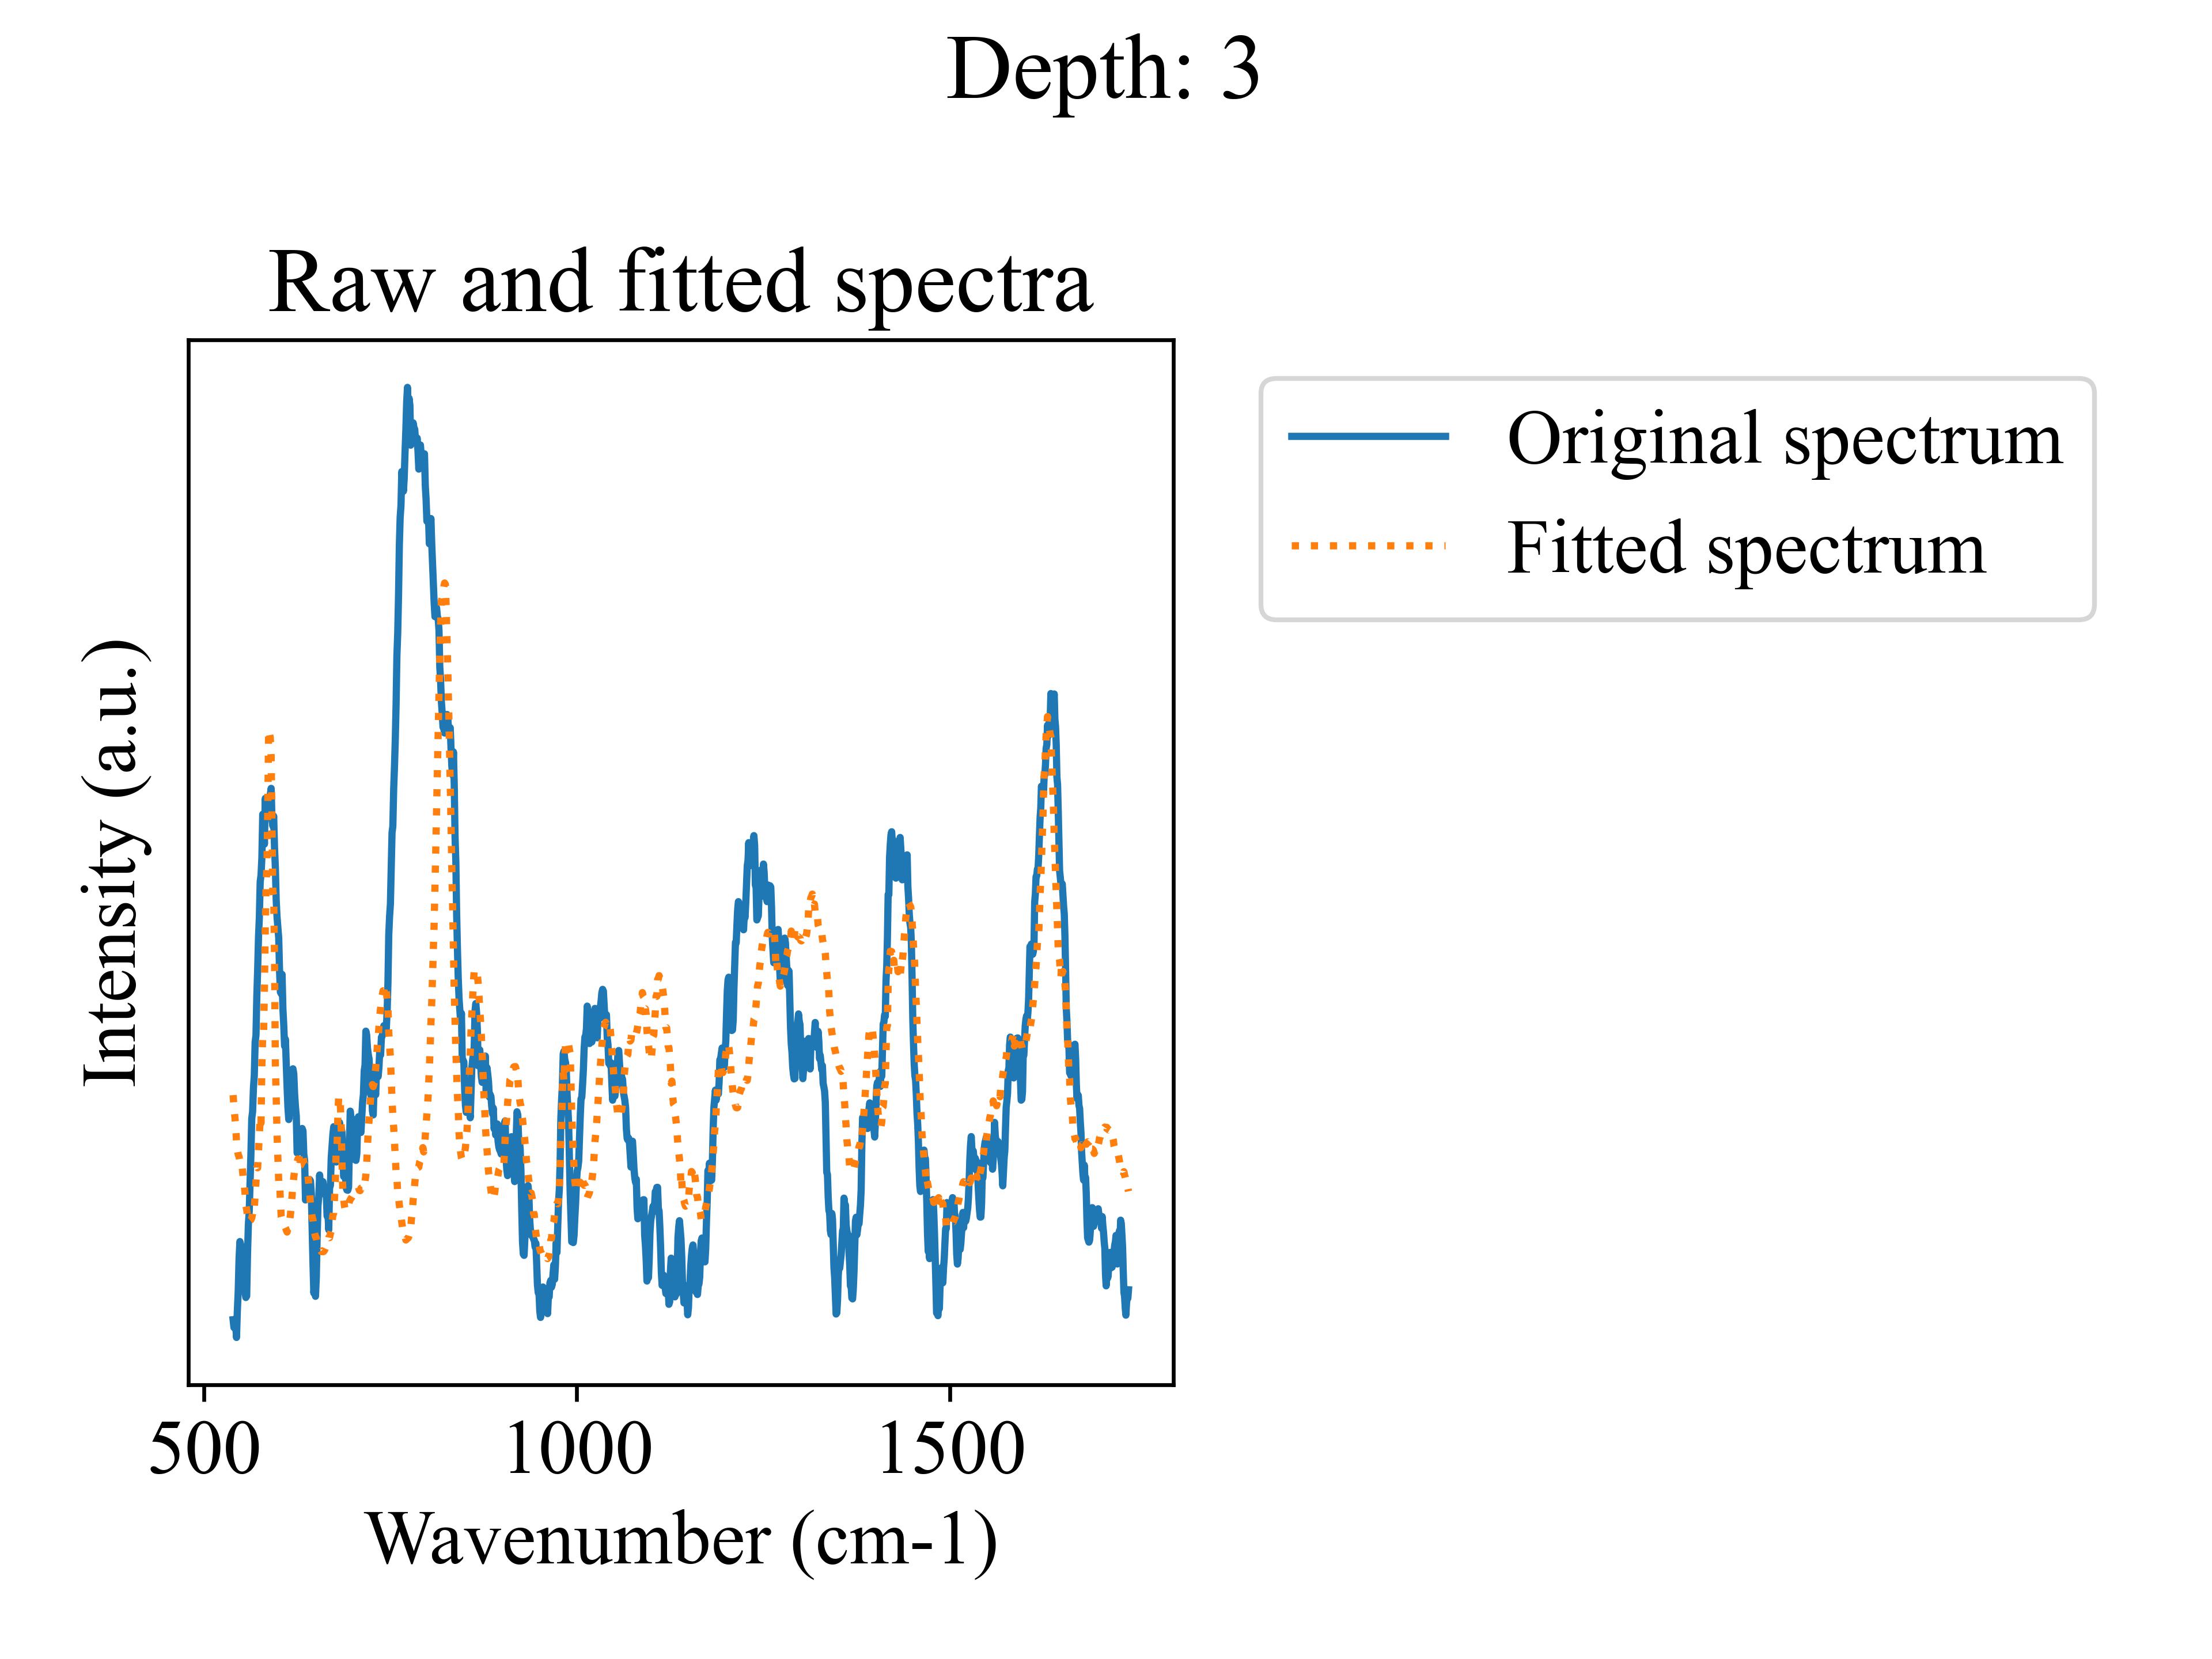 Depth: 3
Raw and fitted spectra
Original spectrum
Fitted spectrum
Intensity (a.u.)
500 1000 1500
Wavenumber (cm-1)